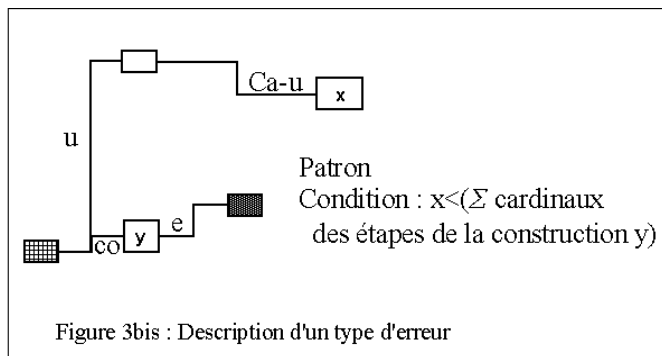 Ca-u
x
u
Patron
Condition : x<(Σ cardinaux
des étapes de la construction y)
co
y
e
Figure 3bis : Description d'un type d'erreur